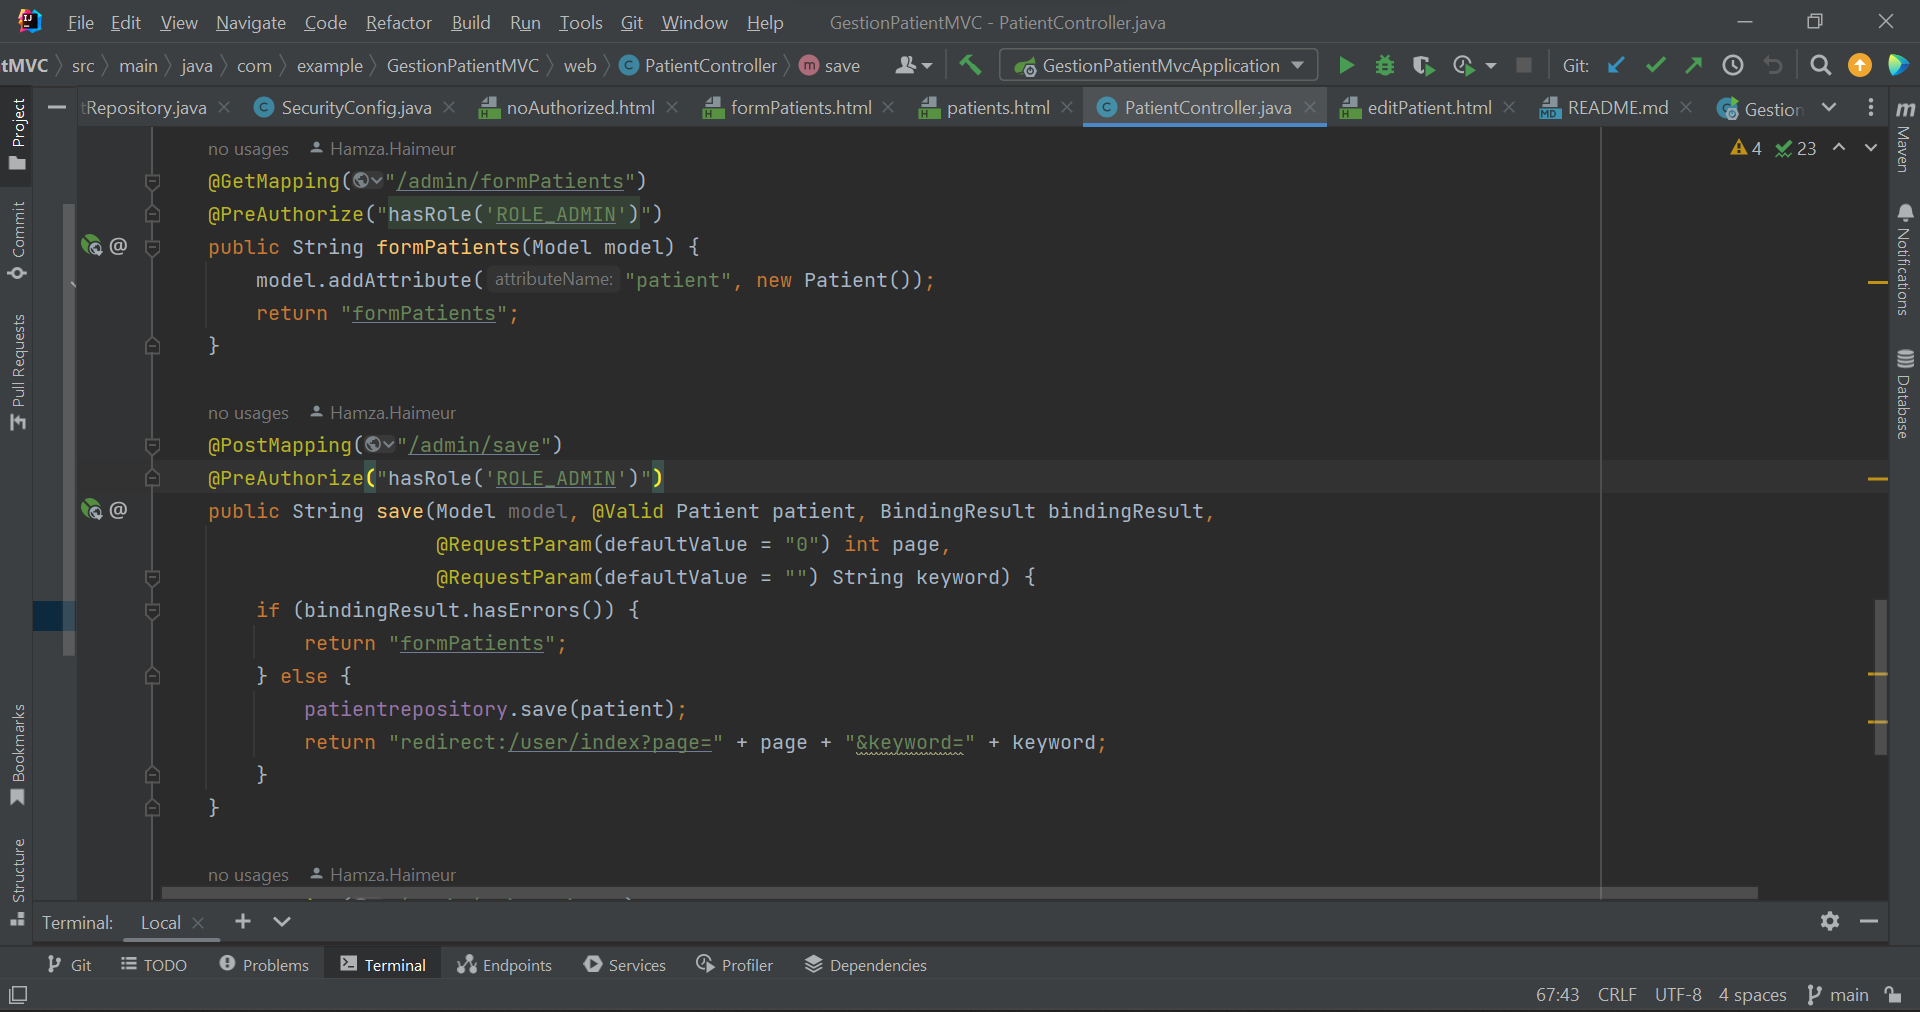 File Edit View Navigate Code Refactor Build Run Tools Git Window Help GestionPatientMVC - PatientController.java
tMVC src main java com example GestionPatientMVC web PatientController save GestionPatientMvcApplication Git:
tRepository.java SecurityConfig.java noAuthorized.html formPatients.html patients.html PatientController.java editPatient.html README.md Gestion
Project
Commit
Pull Requests
Bookmarks
Structure
no usages Hamza.Haimeur
4 23
@GetMapping("/admin/formPatients")
@PreAuthorize("hasRole('ROLE_ADMIN')")
public String formPatients(Model model) {
model.addAttribute( attributeName: "patient", new Patient());
return "formPatients";
}
no usages Hamza.Haimeur
@PostMapping("/admin/save")
@PreAuthorize("hasRole('ROLE_ADMIN')")
public String save(Model model, @Valid Patient patient, BindingResult bindingResult,
@RequestParam(defaultValue = "0") int page,
@RequestParam(defaultValue = "") String keyword) {
if (bindingResult.hasErrors()) {
return "formPatients";
} else {
patientrepository.save(patient);
return "redirect:/user/index?page=" + page + "&keyword=" + keyword;
}
}
no usages Hamza.Haimeur
Maven
Notifications
Database
Terminal: Local
Git TODO Problems Terminal Endpoints Services Profiler Dependencies
67:43 CRLF UTF-8 4 spaces main